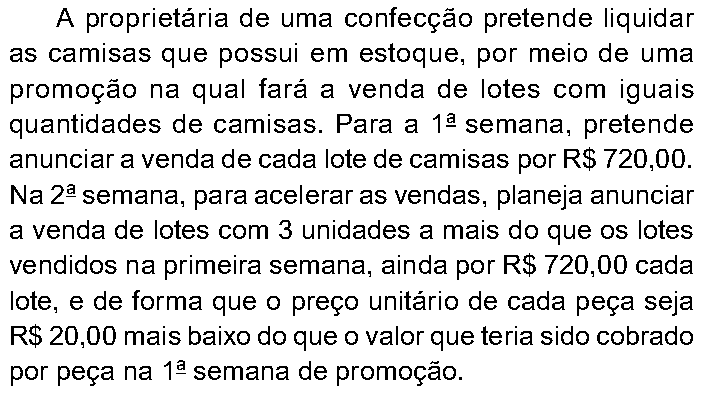 A proprietária de uma confecção pretende liquidar
as camisas que possui em estoque, por meio de uma
promoção na qual fará a venda de lotes com iguais
quantidades de camisas. Para a 1ª semana, pretende
anunciar a venda de cada lote de camisas por R$ 720,00.
Na 2ª semana, para acelerar as vendas, planeja anunciar
a venda de lotes com 3 unidades a mais do que os lotes
vendidos na primeira semana, ainda por R$ 720,00 cada
lote, e de forma que o preço unitário de cada peça seja
R$ 20,00 mais baixo do que o valor que teria sido cobrado
por peça na 1ª semana de promoção.